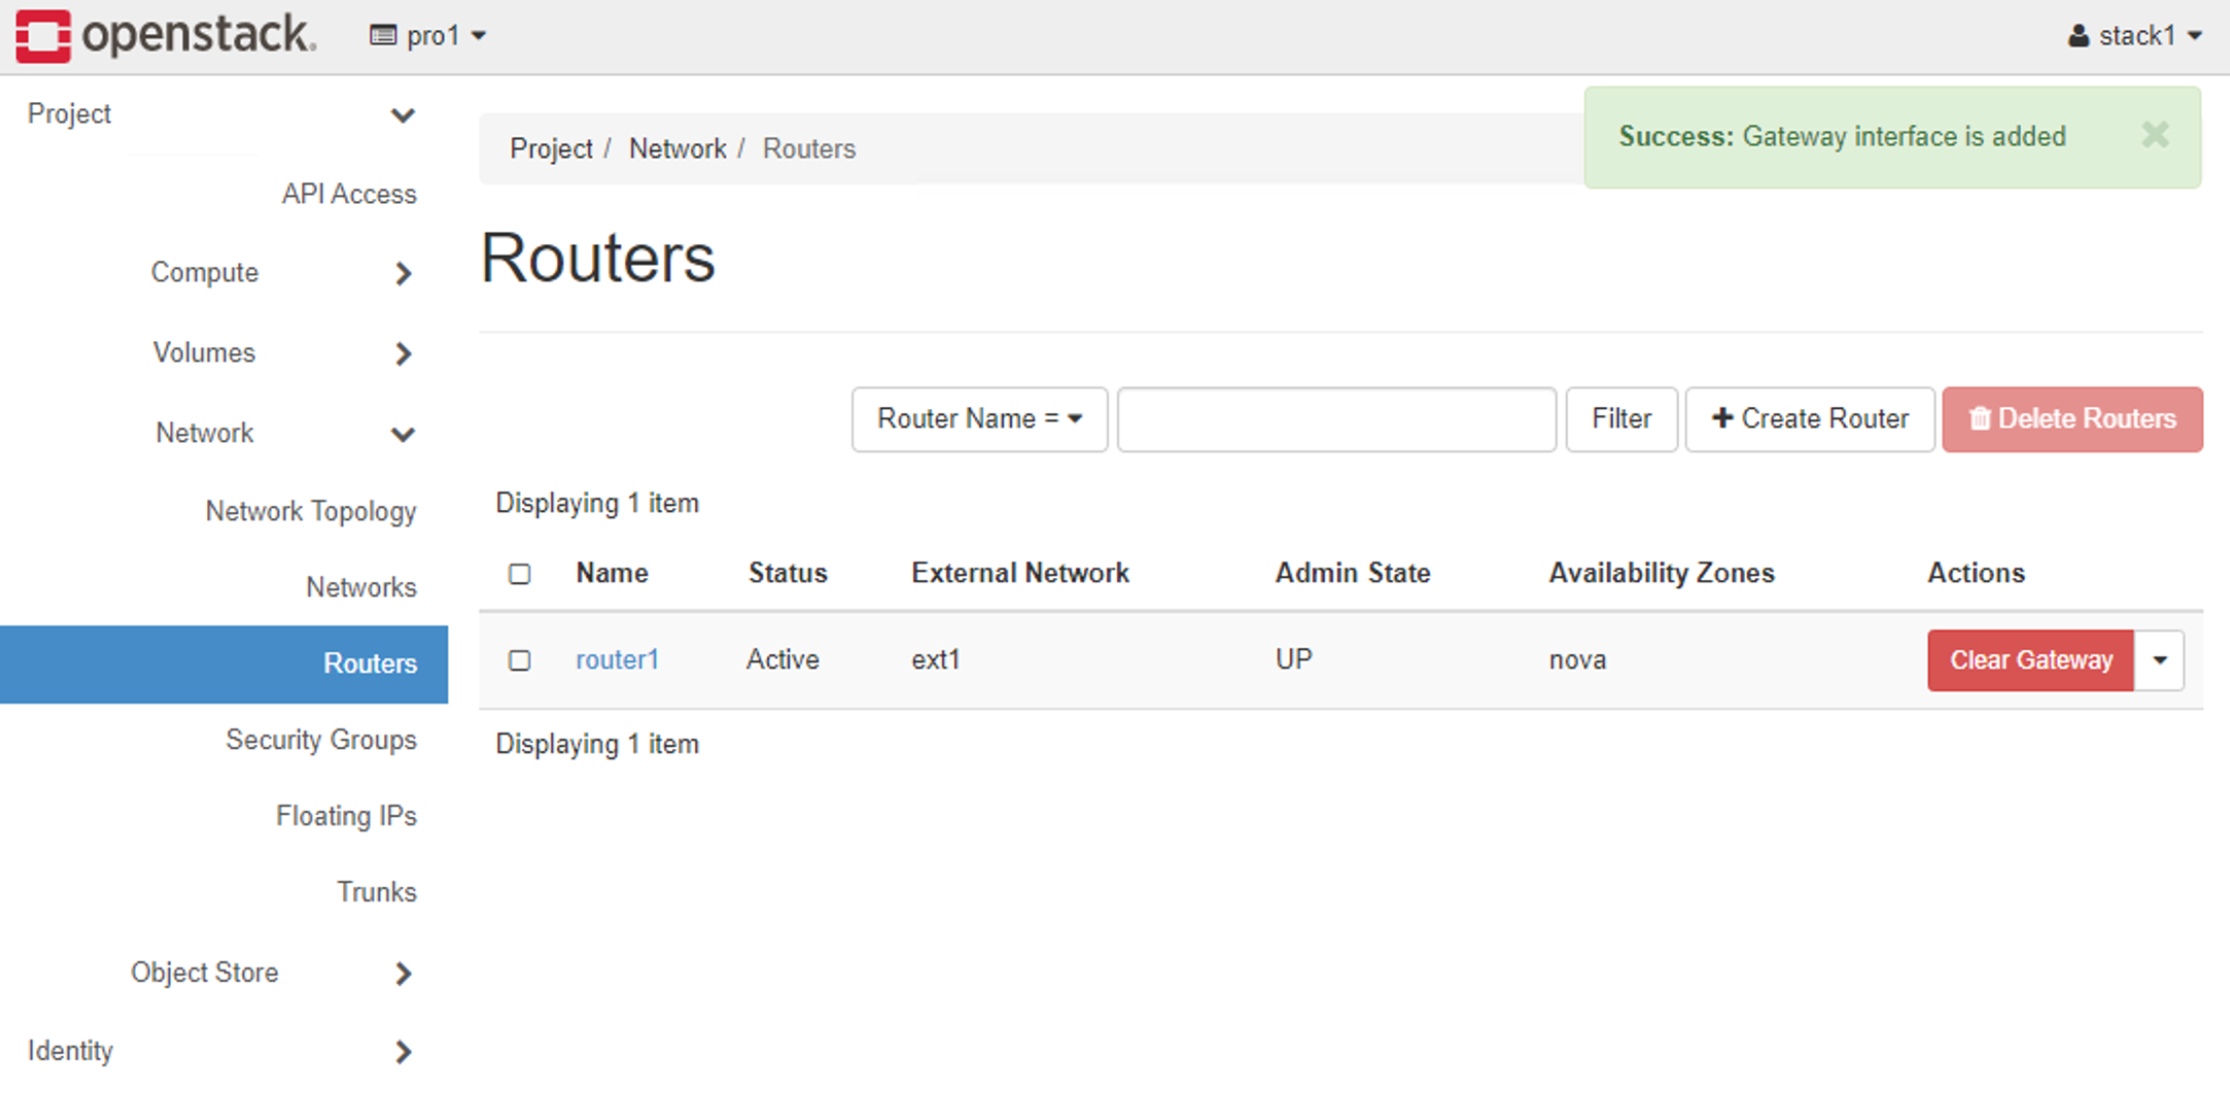 openstack. pro1 stack1
Project
API Access
Compute
Volumes
Network
Network Topology
Networks
Routers
Security Groups
Floating IPs
Trunks
Object Store
Identity
Project / Network / Routers
Success: Gateway interface is added
Routers
Router Name = Filter Create Router Delete Routers
Displaying 1 item
Name Status External Network Admin State Availability Zones Actions
router1 Active ext1 UP nova Clear Gateway
Displaying 1 item